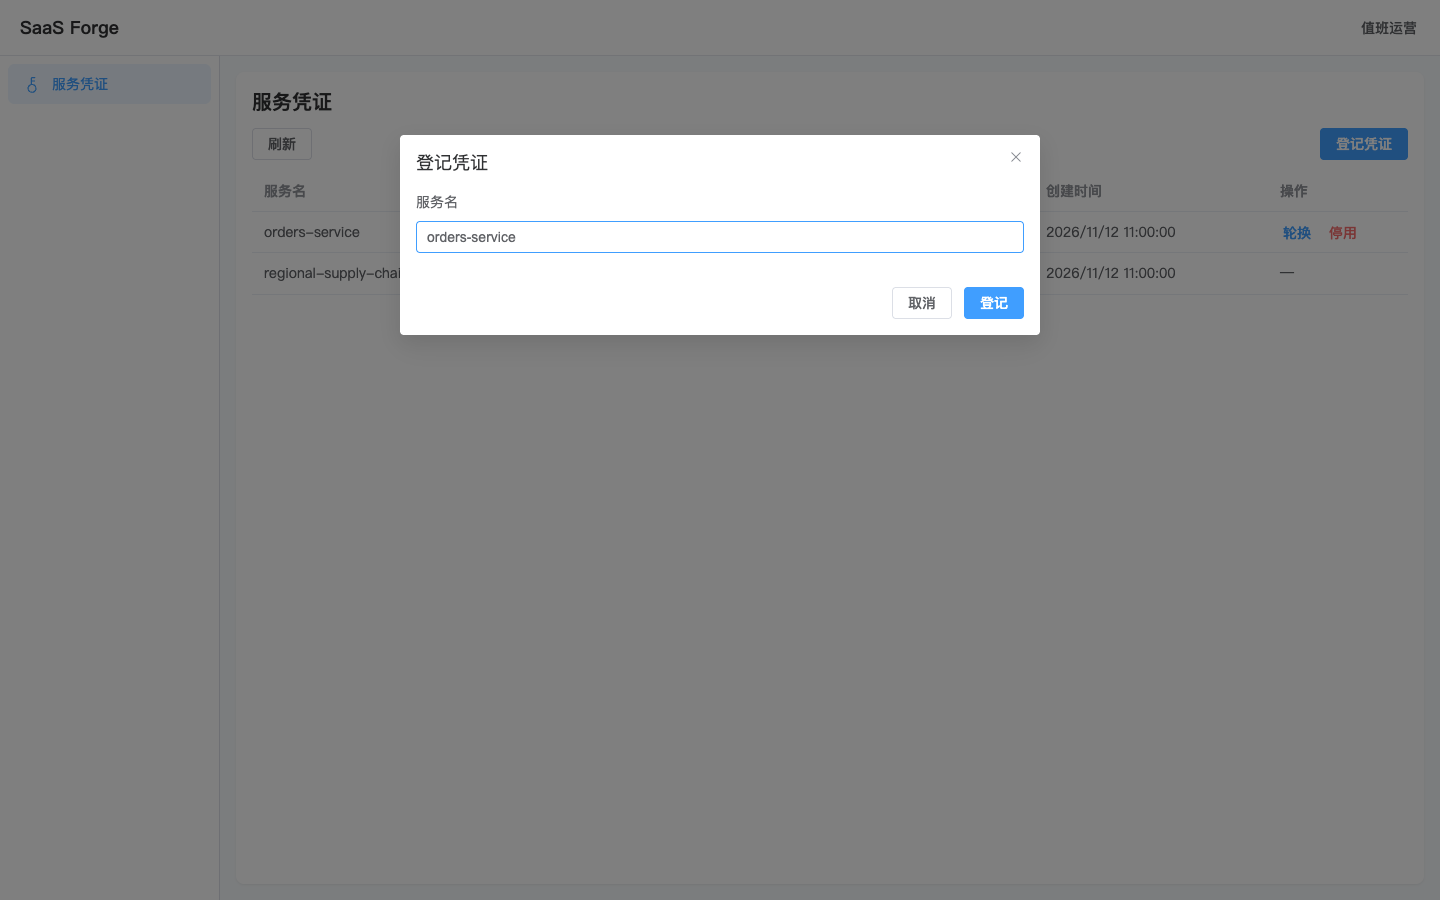 SaaS Forge
值班运营
服务凭证
服务凭证
刷新
登记凭证
服务名
创建时间
操作
orders-service
2026/11/12 11:00:00
轮换
停用
regional-supply-chai
2026/11/12 11:00:00
—
登记凭证
服务名
orders-service
取消
登记